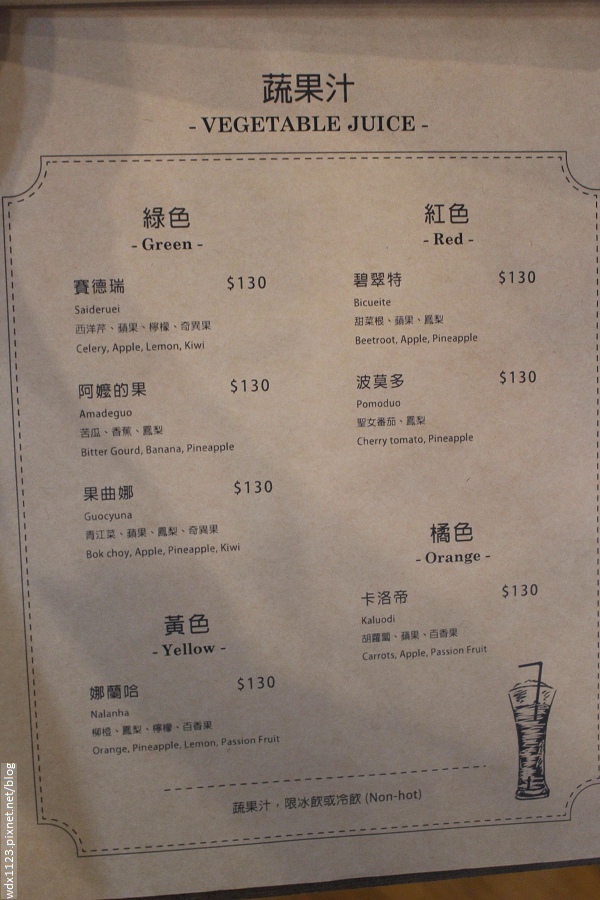 蔬果汁
- VEGETABLE JUICE -
綠色
- Green -
賽德瑞 $130
Saideruei
西洋芹、蘋果、檸檬、奇異果
Celery, Apple, Lemon, Kiwi
阿嬤的果 $130
Amadeguo
苦瓜、香蕉、鳳梨
Bitter Gourd, Banana, Pineapple
果曲娜 $130
Guocyuna
青江菜、蘋果、鳳梨、奇異果
Bok choy, Apple, Pineapple, Kiwi
黃色
- Yellow -
娜蘭哈 $130
Nalanha
柳橙、鳳梨、檸檬、百香果
Orange, Pineapple, Lemon, Passion Fruit
紅色
- Red -
碧翠特 $130
Bicueite
甜菜根、蘋果、鳳梨
Beetroot, Apple, Pineapple
波莫多 $130
Pomoduo
聖女番茄、鳳梨
Cherry tomato, Pineapple
橘色
- Orange -
卡洛帝 $130
Kaluodi
胡蘿蔔、蘋果、百香果
Carrots, Apple, Passion Fruit
蔬果汁，限冰飲或冷飲 (Non-hot)
wdx1123.pixnet.net/blog